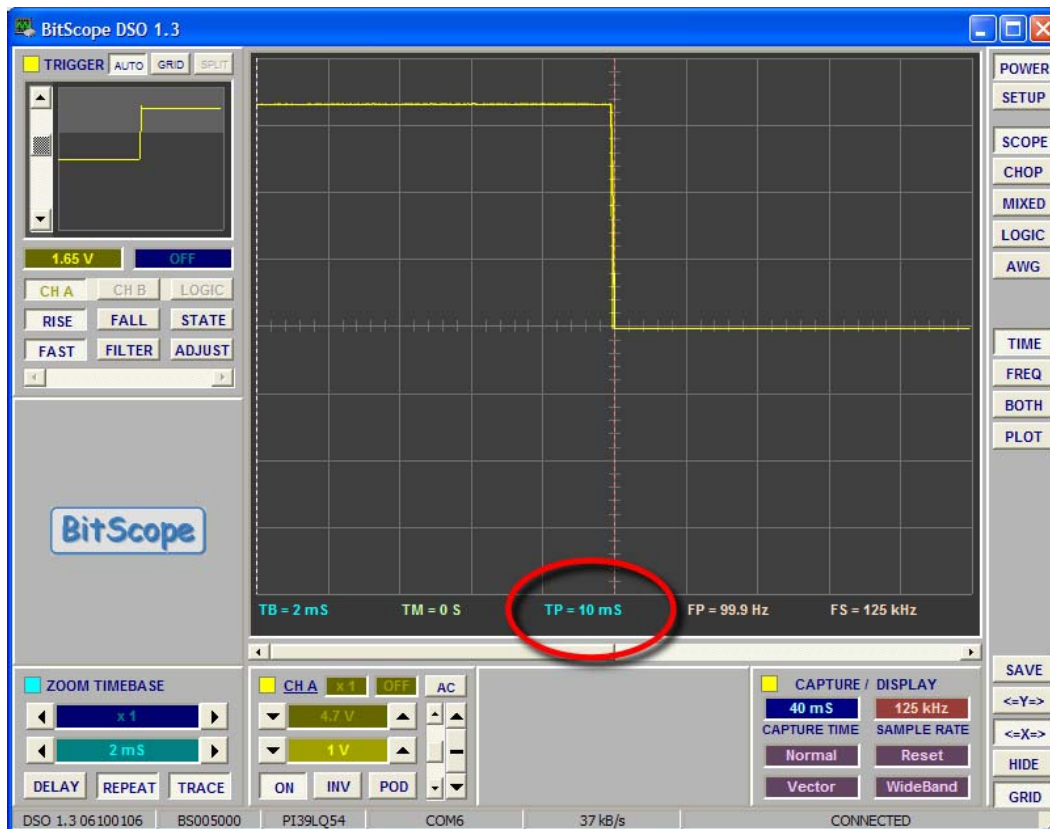 BitScope DSO 1.3
TRIGGER AUTO GRID SPLIT
1.65 V OFF
CH A CH B LOGIC
RISE FALL STATE
FAST FILTER ADJUST
BitScope
TB = 2 mS TM = 0 S TP = 10 mS FP = 99.9 Hz FS = 125 kHz
POWER
SETUP
SCOPE
CHOP
MIXED
LOGIC
AWG
TIME
FREQ
BOTH
PLOT
ZOOM TIMEBASE
x 1
2 mS
DELAY REPEAT TRACE
CH A x 1 OFF AC
4.7 V
1 V
ON INV POD
CAPTURE / DISPLAY
40 mS 125 kHz
CAPTURE TIME SAMPLE RATE
Normal Reset
Vector WideBand
SAVE
<=Y=>
<=X=>
HIDE
GRID
DSO 1.3 06100106 BS005000 PI39LQ54 COM6 37 kB/s CONNECTED